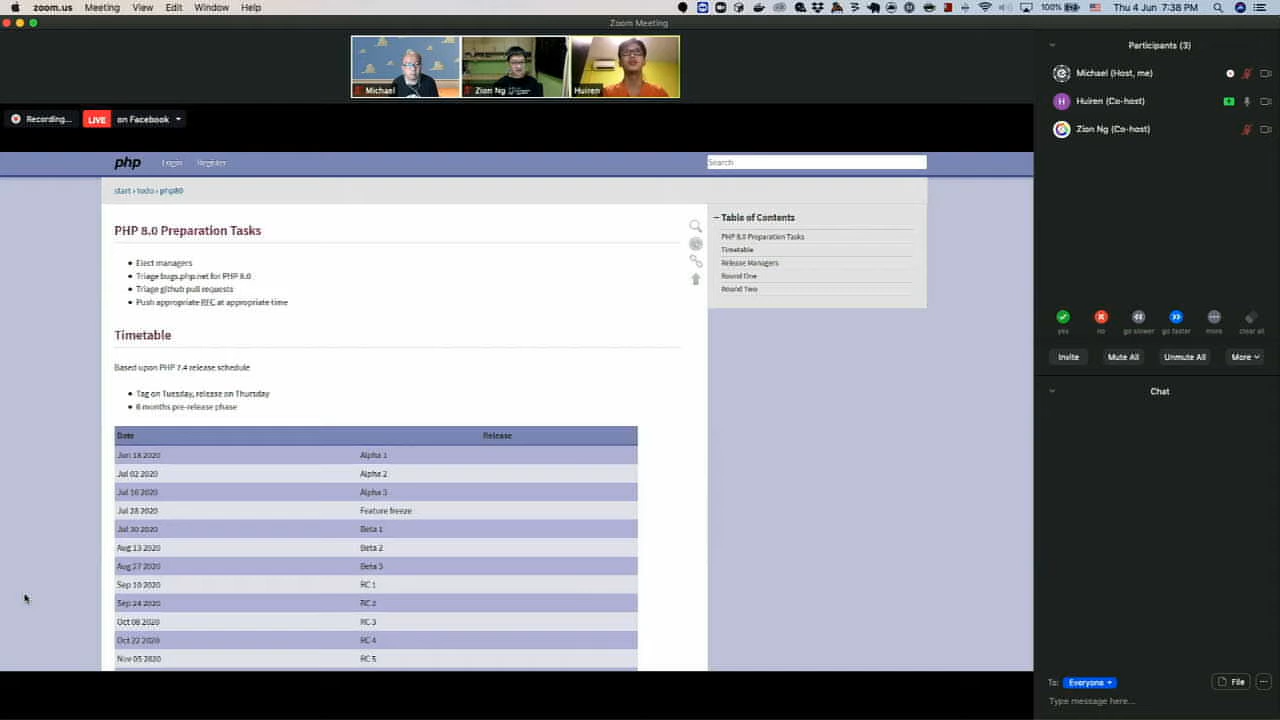 zoom.us Meeting View Edit Window Help 100% Thu 4 Jun 7:38 PM
Zoom Meeting
Michael
Zion Ng
Huiren
Recording...
LIVE on Facebook
php Login Register
Search
start › todo › php80
PHP 8.0 Preparation Tasks
Elect managers
Triage bugs.php.net for PHP 8.0
Triage github pull requests
Push appropriate RFC at appropriate time
Timetable
Based upon PHP 7.4 release schedule
Tag on Tuesday, release on Thursday
6 months pre-release phase
Date Release
Jun 18 2020 Alpha 1
Jul 02 2020 Alpha 2
Jul 16 2020 Alpha 3
Jul 28 2020 Feature freeze
Jul 30 2020 Beta 1
Aug 13 2020 Beta 2
Aug 27 2020 Beta 3
Sep 10 2020 RC 1
Sep 24 2020 RC 2
Oct 08 2020 RC 3
Oct 22 2020 RC 4
Nov 05 2020 RC 5
Table of Contents
PHP 8.0 Preparation Tasks
Timetable
Release Managers
Round One
Round Two
Participants (3)
Michael (Host, me)
H Huiren (Co-host)
Zion Ng (Co-host)
yes no go slower go faster more clear all
Invite Mute All Unmute All More
Chat
To: Everyone File
Type message here...